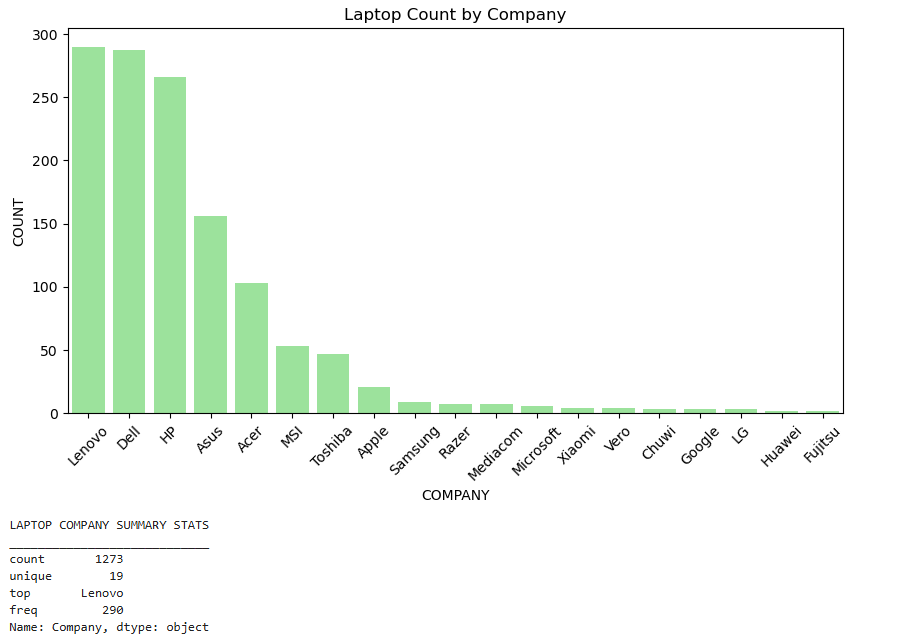 Laptop Count by Company
300
250
200
150
100
50
0
COUNT
Lenovo
Dell
HP
Asus
Acer
MSI
Toshiba
Apple
Samsung
Razer
Mediacom
Microsoft
Xiaomi
Vero
Chuwi
Google
LG
Huawei
Fujitsu
COMPANY
LAPTOP COMPANY SUMMARY STATS
____________________________
count 1273
unique 19
top Lenovo
freq 290
Name: Company, dtype: object